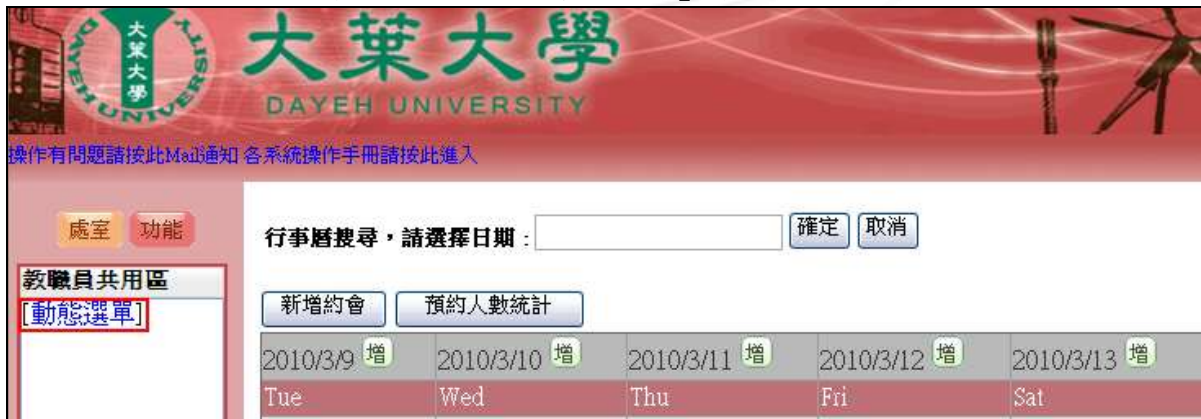 大葉大學
DAYEH UNIVERSITY
大葉大學
DAYEH UNIVERSITY
操作有問題請按此Mail通知 各系統操作手冊請按此進入
處室 功能
行事曆搜尋，請選擇日期： 確定 取消
教職員共用區
[動態選單]
新增約會 預約人數統計
2010/3/9 增 2010/3/10 增 2010/3/11 增 2010/3/12 增 2010/3/13 增
Tue Wed Thu Fri Sat